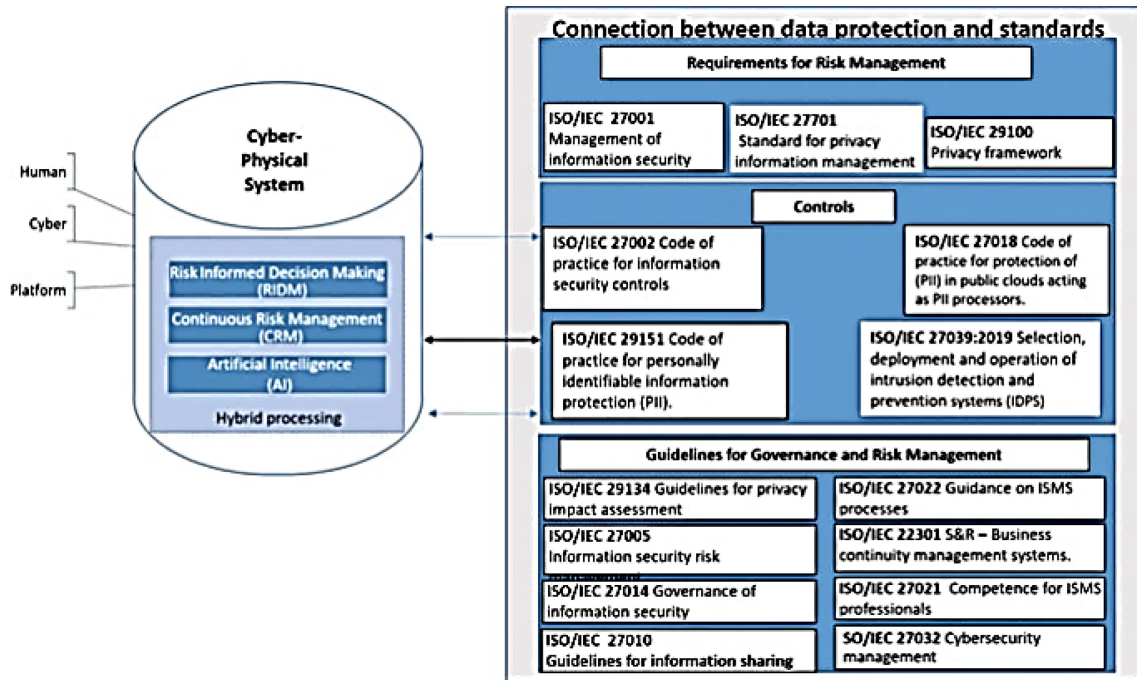 Cyber-
Physical
System
Human
Cyber
Platform
Risk Informed Decision Making
(RIDM)
Continuous Risk Management
(CRM)
Artificial Intelligence
(AI)
Hybrid processing
Connection between data protection and standards
Requirements for Risk Management
ISO/IEC 27001
Management of
information security
ISO/IEC 27701
Standard for privacy
information management
ISO/IEC 29100
Privacy framework
Controls
ISO/IEC 27002 Code of
practice for information
security controls
ISO/IEC 27018 Code of
practice for protection of
(PII) in public clouds acting
as PII processors.
ISO/IEC 29151 Code of
practice for personally
identifiable information
protection (PII).
ISO/IEC 27039:2019 Selection,
deployment and operation of
intrusion detection and
prevention systems (IDPS)
Guidelines for Governance and Risk Management
ISO/IEC 29134 Guidelines for privacy
impact assessment
ISO/IEC 27022 Guidance on ISMS
processes
ISO/IEC 27005
Information security risk
management
ISO/IEC 22301 S&R – Business
continuity management systems.
ISO/IEC 27014 Governance of
information security
ISO/IEC 27021 Competence for ISMS
professionals
ISO/IEC 27010
Guidelines for information sharing
SO/IEC 27032 Cybersecurity
management